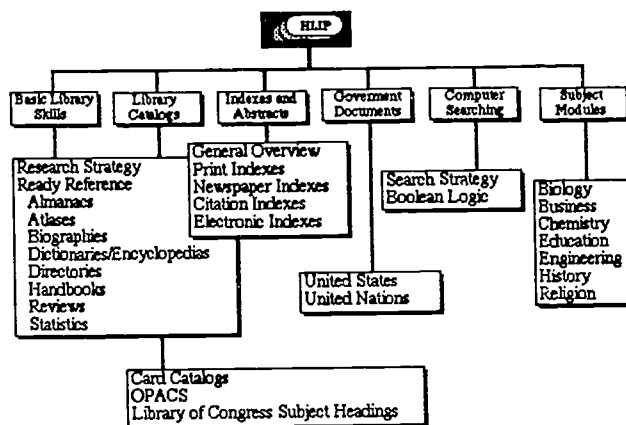 HLIP
Basic Library
Skills
Library
Catalogs
Indexes and
Abstracts
Goverment
Documents
Computer
Searching
Subject
Modules
Research Strategy
Ready Reference
Almanacs
Atlases
Biographies
Dictionaries/Encyclopedias
Directories
Handbooks
Reviews
Statistics
General Overview
Print Indexes
Newspaper Indexes
Citation Indexes
Electronic Indexes
United States
United Nations
Search Strategy
Boolean Logic
Biology
Business
Chemistry
Education
Engineering
History
Religion
Card Catalogs
OPACS
Library of Congress Subject Headings